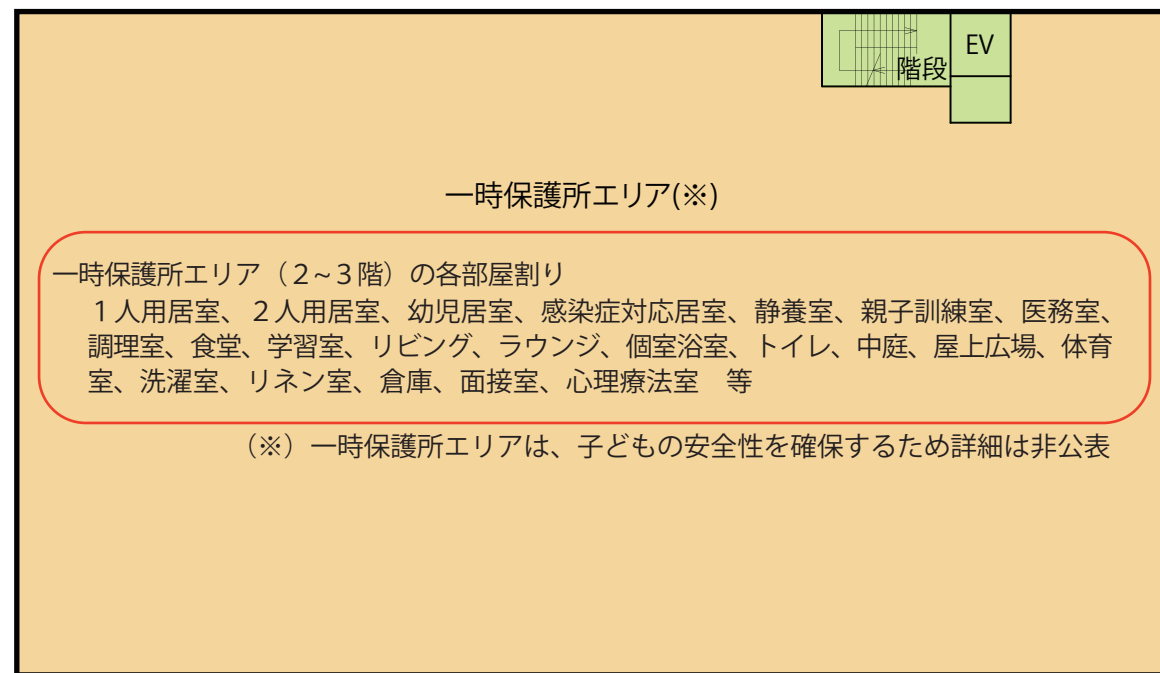 EV
階段
一時保護所エリア(※)
一時保護所エリア（２~３階）の各部屋割り
１人用居室、２人用居室、幼児居室、感染症対応居室、静養室、親子訓練室、医務室、
調理室、食堂、学習室、リビング、ラウンジ、個室浴室、トイレ、中庭、屋上広場、体育
室、洗濯室、リネン室、倉庫、面接室、心理療法室　等
（※）一時保護所エリアは、子どもの安全性を確保するため詳細は非公表